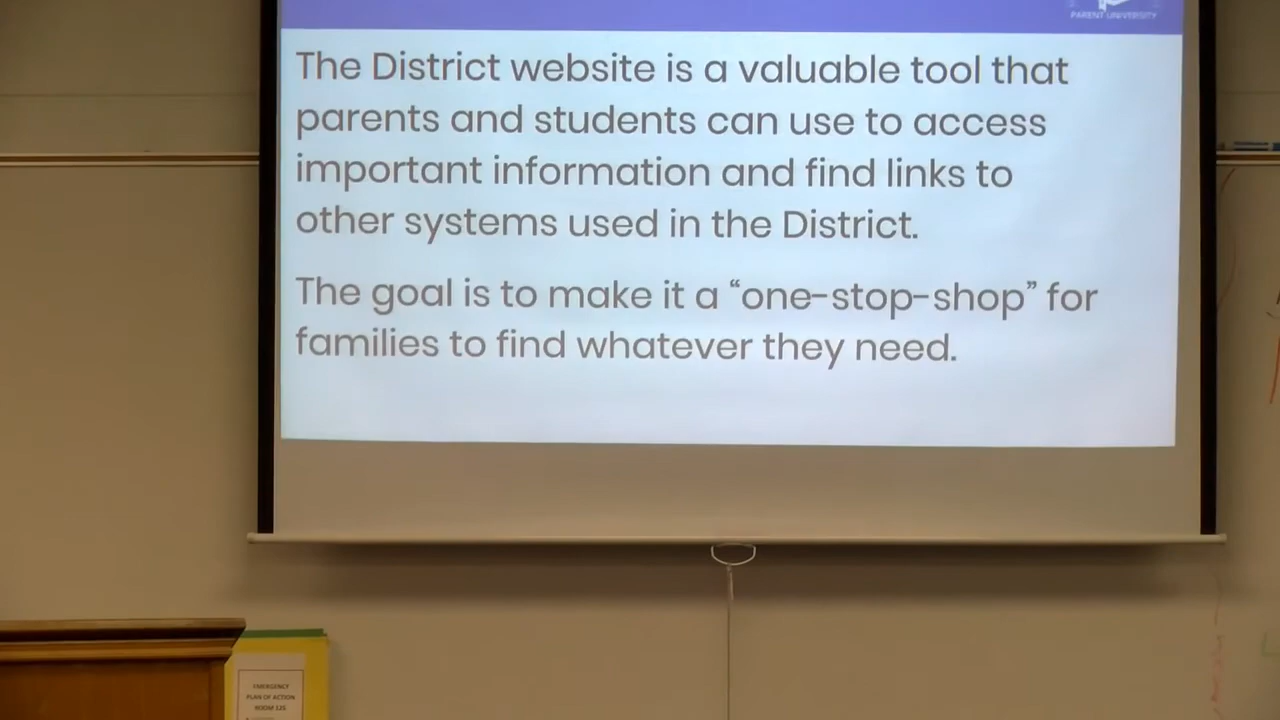 PARENT UNIVERSITY
The District website is a valuable tool that
parents and students can use to access
important information and find links to
other systems used in the District.
The goal is to make it a “one-stop-shop” for
families to find whatever they need.
EMERGENCY
PLAN OF ACTION
ROOM 126